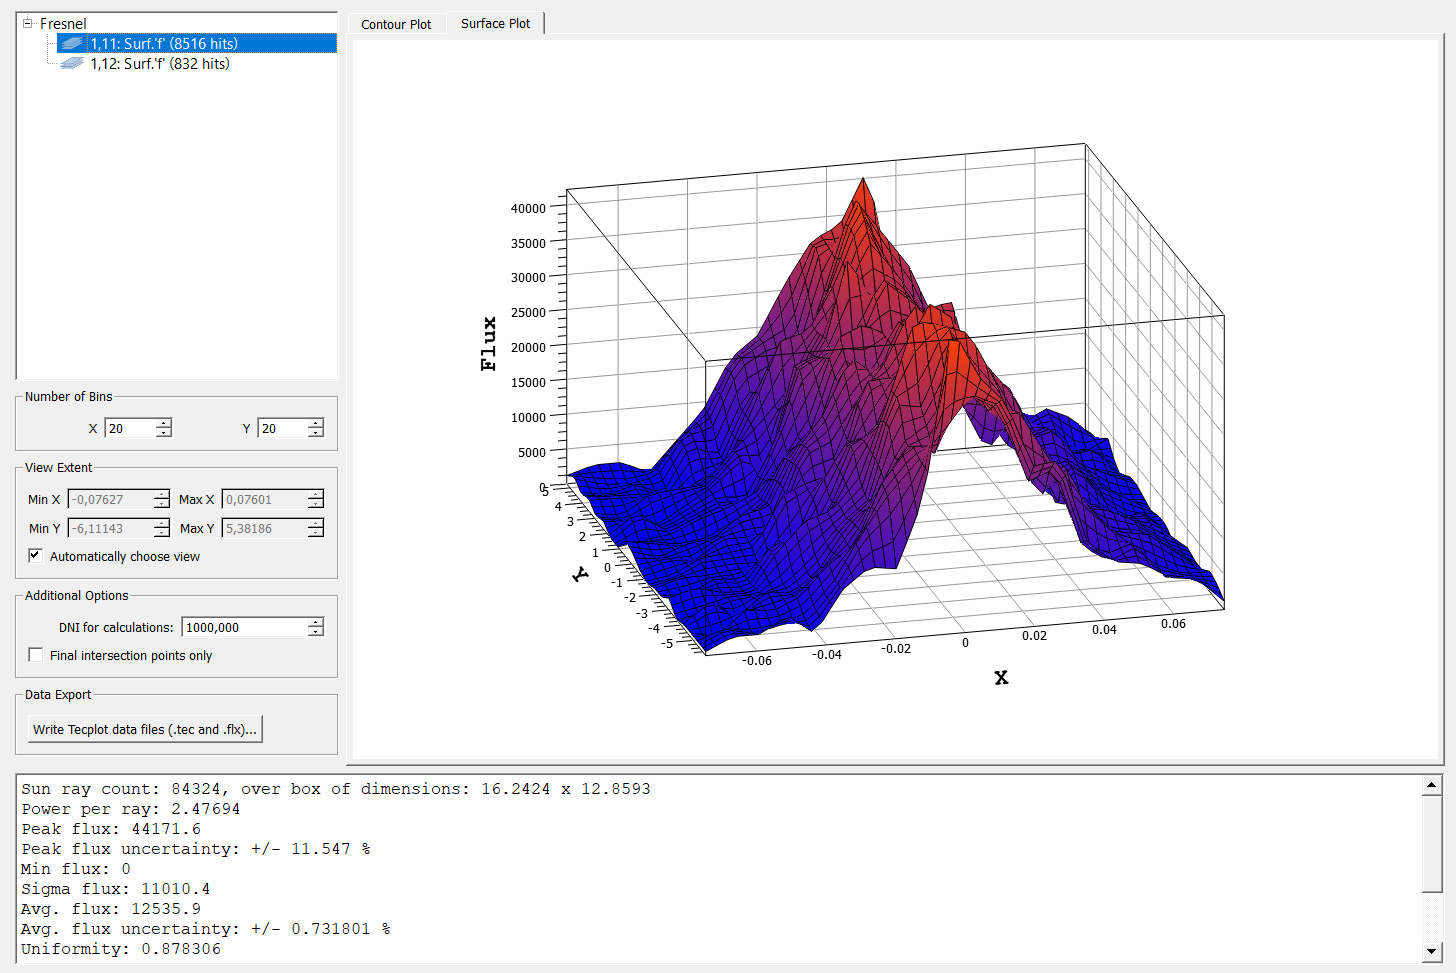 Fresnel
1,11: Surf.'f' (8516 hits)
1,12: Surf.'f' (832 hits)
Number of Bins
X 20 Y 20
View Extent
Min X -0,07627 Max X 0,07601
Min Y -6,11143 Max Y 5,38186
Automatically choose view
Additional Options
DNI for calculations: 1000,000
Final intersection points only
Data Export
Write Tecplot data files (.tec and .flx)...
Contour Plot
Surface Plot
Flux
40000
35000
30000
25000
20000
15000
10000
5000
0
5
4
3
2
1
0
-1
-2
-3
-4
-5
Y
-0.06
-0.04
-0.02
0
0.02
0.04
0.06
X
Sun ray count: 84324, over box of dimensions: 16.2424 x 12.8593
Power per ray: 2.47694
Peak flux: 44171.6
Peak flux uncertainty: +/- 11.547 %
Min flux: 0
Sigma flux: 11010.4
Avg. flux: 12535.9
Avg. flux uncertainty: +/- 0.731801 %
Uniformity: 0.878306